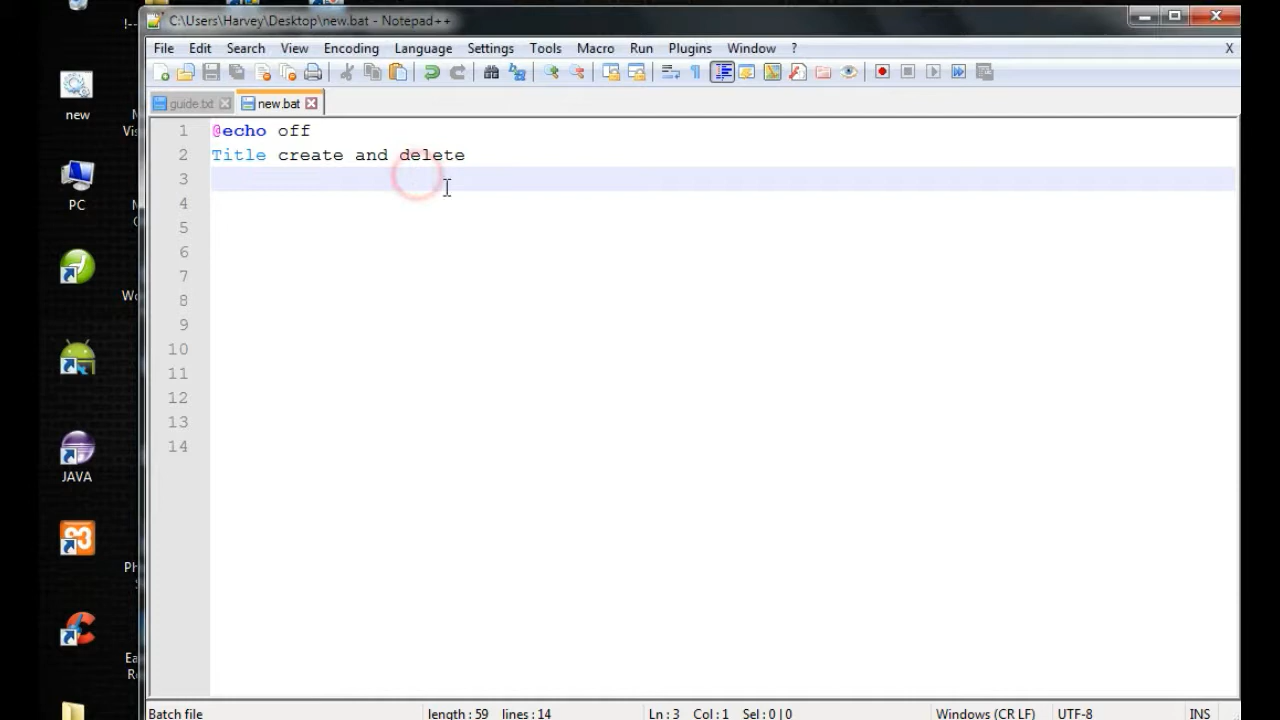 C:\Users\Harvey\Desktop\new.bat - Notepad++
File Edit Search View Encoding Language Settings Tools Macro Run Plugins Window ? X
guide.txt new.bat
1 @echo off
2 Title create and delete
3
4
5
6
7
8
9
10
11
12
13
14
Batch file length : 59 lines : 14 Ln : 3 Col : 1 Sel : 0 | 0 Windows (CR LF) UTF-8 INS
new
PC
JAVA